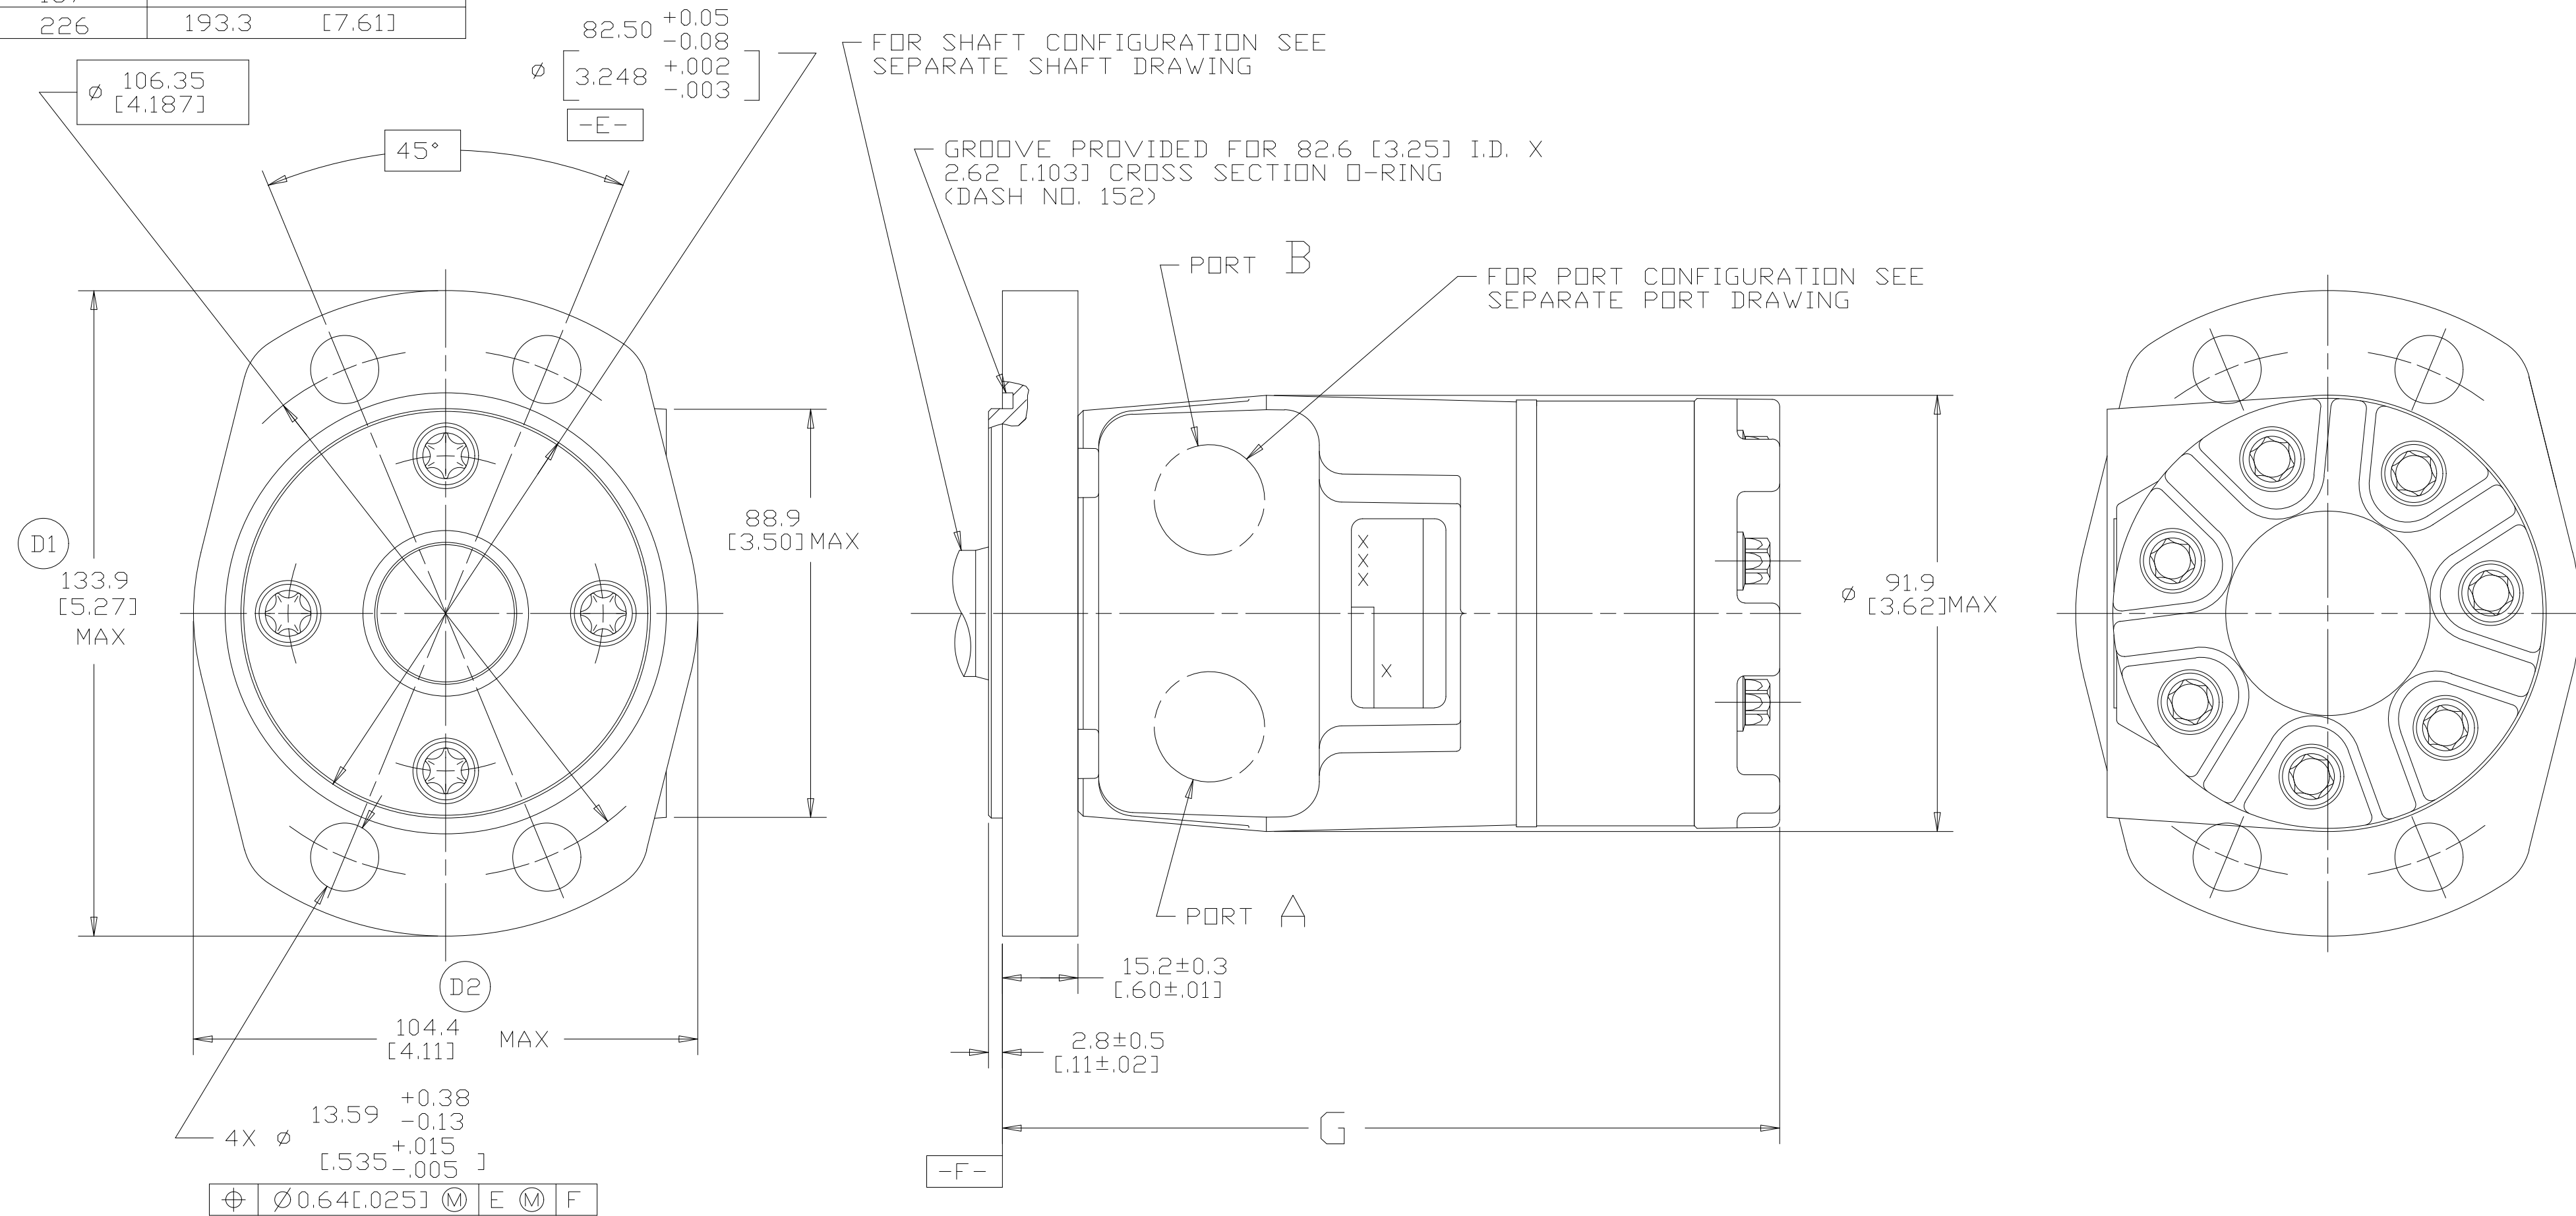 226 193.3 [7.61]
⌀ 106.35
[4.187]
82.50 +0.05
-0.08
⌀ [3.248 +.002
-.003]
-E-
45°
FOR SHAFT CONFIGURATION SEE
SEPARATE SHAFT DRAWING
GROOVE PROVIDED FOR 82.6 [3.25] I.D. X
2.62 [.103] CROSS SECTION O-RING
(DASH NO. 152)
PORT B
FOR PORT CONFIGURATION SEE
SEPARATE PORT DRAWING
D1
133.9
[5.27]
MAX
88.9
[3.50]MAX
X
X
X
X
⌀ 91.9
[3.62]MAX
PORT A
15.2±0.3
[.60±.01]
D2
104.4
[4.11] MAX
2.8±0.5
[.11±.02]
4X ⌀ 13.59 +0.38
-0.13
[.535 +.015
-.005]
G
-F-
⌖ ⌀0.64[.025] Ⓜ E Ⓜ F